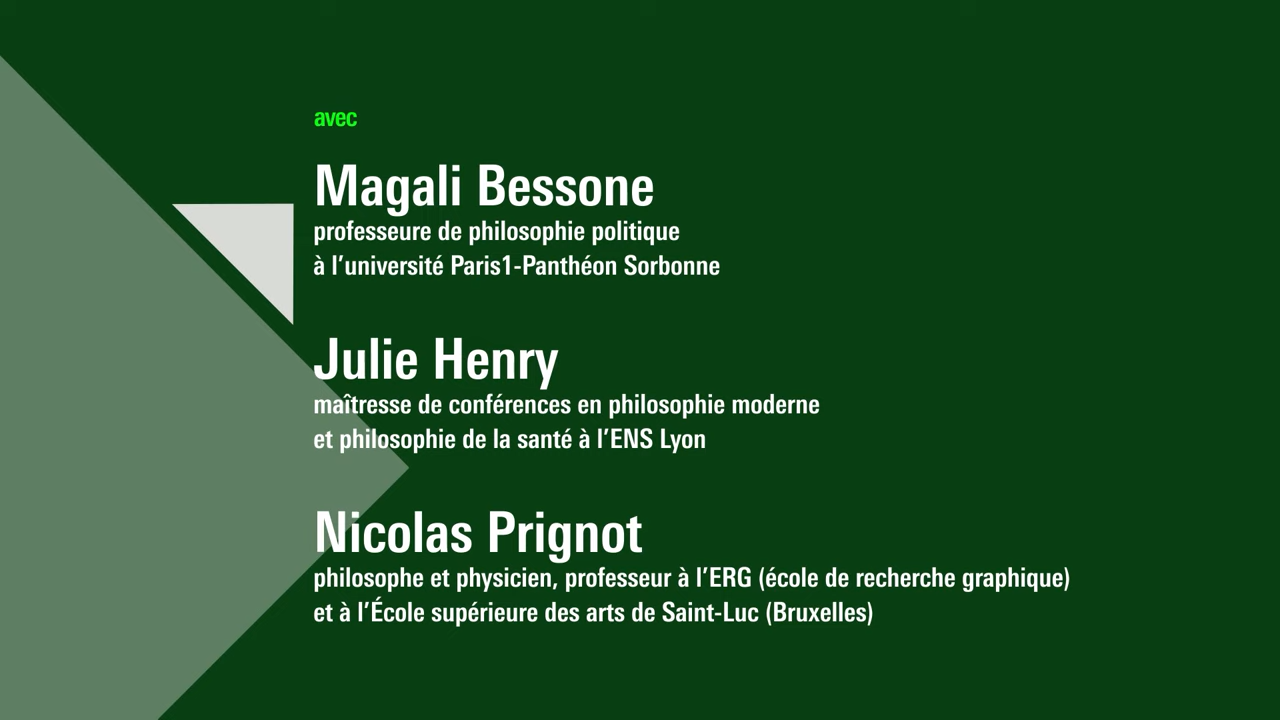 avec
Magali Bessone
professeure de philosophie politique
à l’université Paris1-Panthéon Sorbonne
Julie Henry
maîtresse de conférences en philosophie moderne
et philosophie de la santé à l’ENS Lyon
Nicolas Prignot
philosophe et physicien, professeur à l’ERG (école de recherche graphique)
et à l’École supérieure des arts de Saint-Luc (Bruxelles)